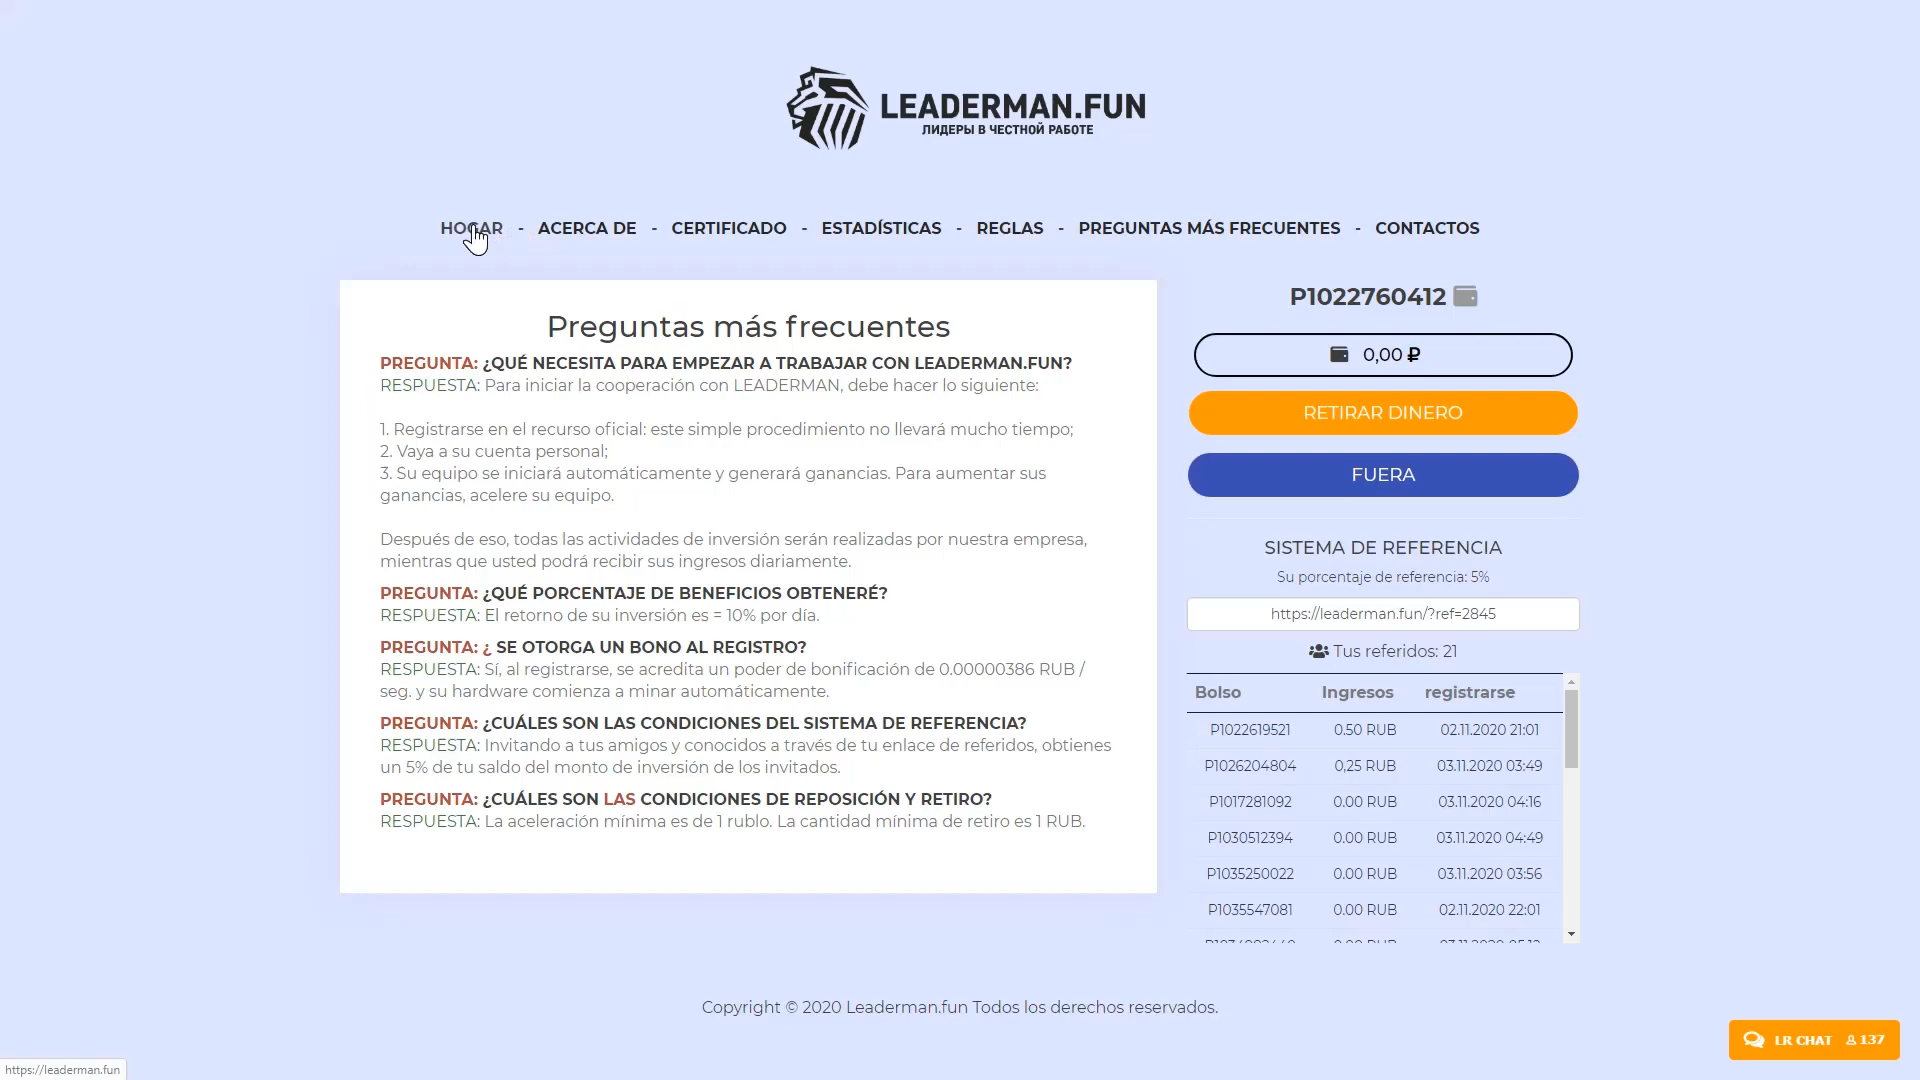 LEADERMAN.FUN
ЛИДЕРЫ В ЧЕСТНОЙ РАБОТЕ
HOGAR - ACERCA DE - CERTIFICADO - ESTADÍSTICAS - REGLAS - PREGUNTAS MÁS FRECUENTES - CONTACTOS
Preguntas más frecuentes
PREGUNTA: ¿QUÉ NECESITA PARA EMPEZAR A TRABAJAR CON LEADERMAN.FUN?
RESPUESTA: Para iniciar la cooperación con LEADERMAN, debe hacer lo siguiente:
1. Registrarse en el recurso oficial: este simple procedimiento no llevará mucho tiempo;
2. Vaya a su cuenta personal;
3. Su equipo se iniciará automáticamente y generará ganancias. Para aumentar sus
ganancias, acelere su equipo.
Después de eso, todas las actividades de inversión serán realizadas por nuestra empresa,
mientras que usted podrá recibir sus ingresos diariamente.
PREGUNTA: ¿QUÉ PORCENTAJE DE BENEFICIOS OBTENERÉ?
RESPUESTA: El retorno de su inversión es = 10% por día.
PREGUNTA: ¿ SE OTORGA UN BONO AL REGISTRO?
RESPUESTA: Sí, al registrarse, se acredita un poder de bonificación de 0.00000386 RUB /
seg. y su hardware comienza a minar automáticamente.
PREGUNTA: ¿CUÁLES SON LAS CONDICIONES DEL SISTEMA DE REFERENCIA?
RESPUESTA: Invitando a tus amigos y conocidos a través de tu enlace de referidos, obtienes
un 5% de tu saldo del monto de inversión de los invitados.
PREGUNTA: ¿CUÁLES SON LAS CONDICIONES DE REPOSICIÓN Y RETIRO?
RESPUESTA: La aceleración mínima es de 1 rublo. La cantidad mínima de retiro es 1 RUB.
P1022760412
0,00 ₽
RETIRAR DINERO
FUERA
SISTEMA DE REFERENCIA
Su porcentaje de referencia: 5%
https://leaderman.fun/?ref=2845
Tus referidos: 21
Bolso Ingresos registrarse
P1022619521 0.50 RUB 02.11.2020 21:01
P1026204804 0,25 RUB 03.11.2020 03:49
P1017281092 0.00 RUB 03.11.2020 04:16
P1030512394 0.00 RUB 03.11.2020 04:49
P1035250022 0.00 RUB 03.11.2020 03:56
P1035547081 0.00 RUB 02.11.2020 22:01
Copyright © 2020 Leaderman.fun Todos los derechos reservados.
LR CHAT 137
https://leaderman.fun